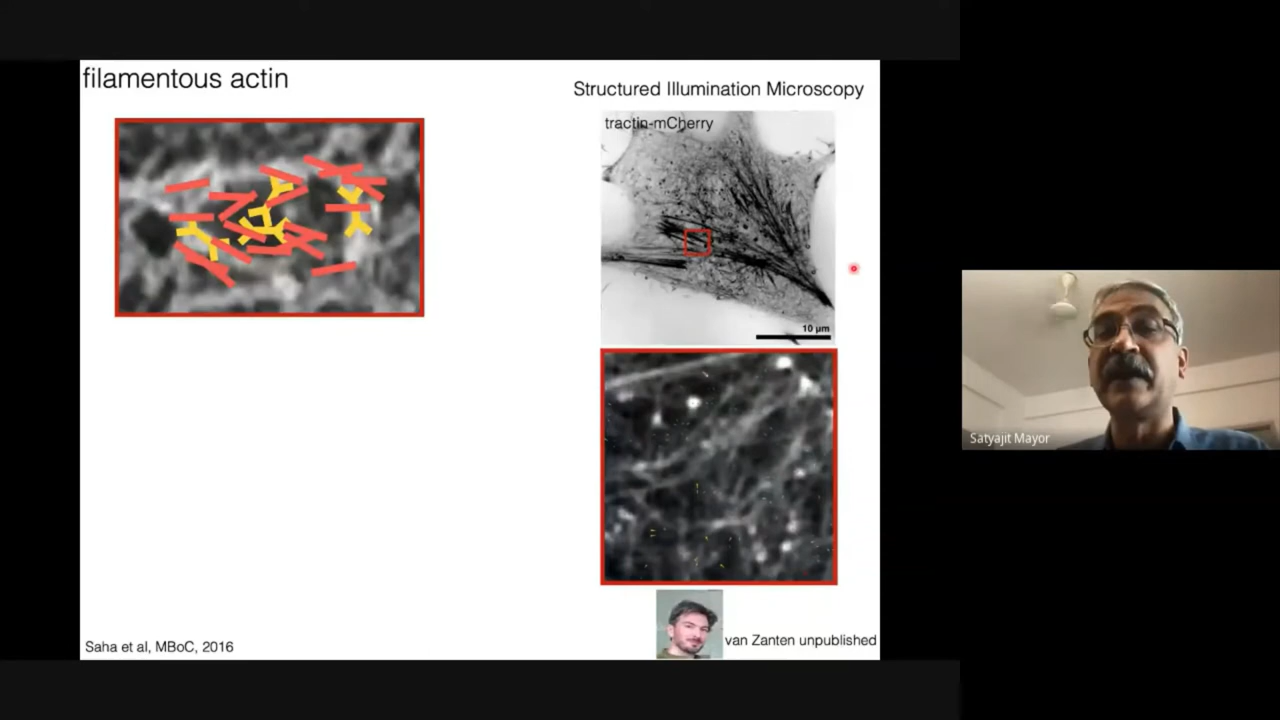 filamentous actin
Structured Illumination Microscopy
tractin-mCherry
10 µm
Satyajit Mayor
van Zanten unpublished
Saha et al, MBoC, 2016